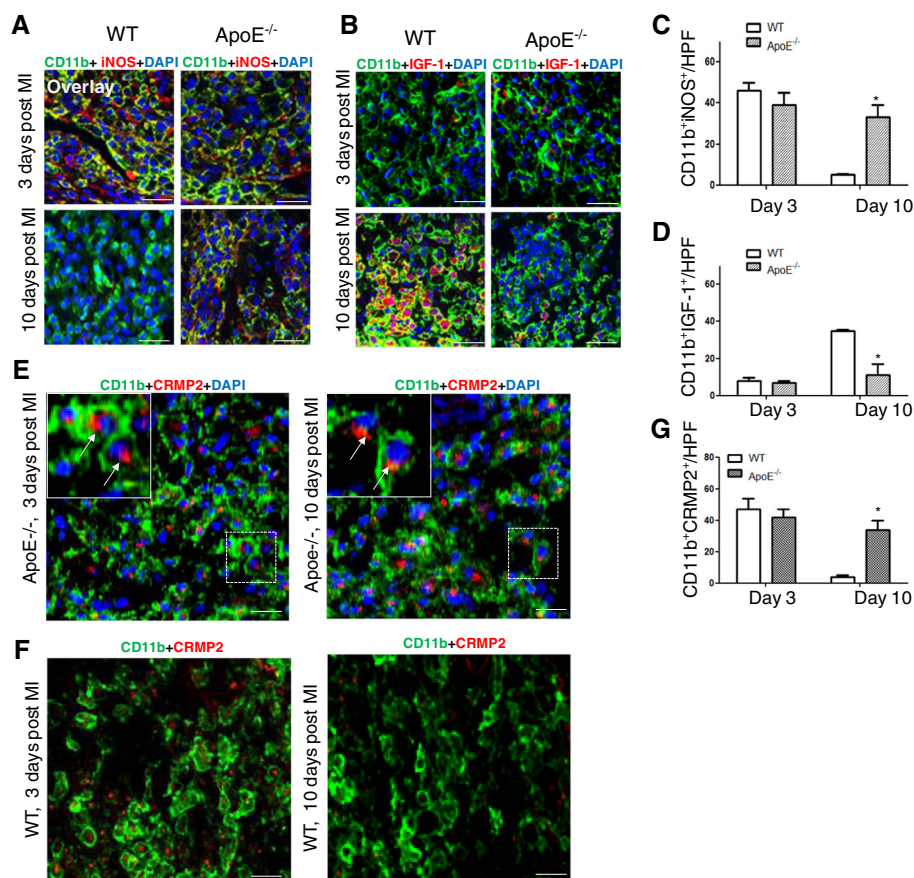 A
WT
ApoE-/-
CD11b+ iNOS+DAPI
CD11b+iNOS+DAPI
Overlay
3 days post MI
10 days post MI
B
WT
ApoE-/-
CD11b+IGF-1+DAPI
CD11b+IGF-1+DAPI
3 days post MI
10 days post MI
C
WT
ApoE-/-
CD11b+iNOS+/HPF
80
60
40
20
0
*
Day 3
Day 10
D
WT
ApoE-/-
CD11b+IGF-1+/HPF
60
40
20
0
*
Day 3
Day 10
E
CD11b+CRMP2+DAPI
CD11b+CRMP2+DAPI
ApoE-/-, 3 days post MI
Apoe-/-, 10 days post MI
G
WT
ApoE-/-
CD11b+CRMP2+/HPF
80
60
40
20
0
*
Day 3
Day 10
F
CD11b+CRMP2
CD11b+CRMP2
WT, 3 days post MI
WT, 10 days post MI